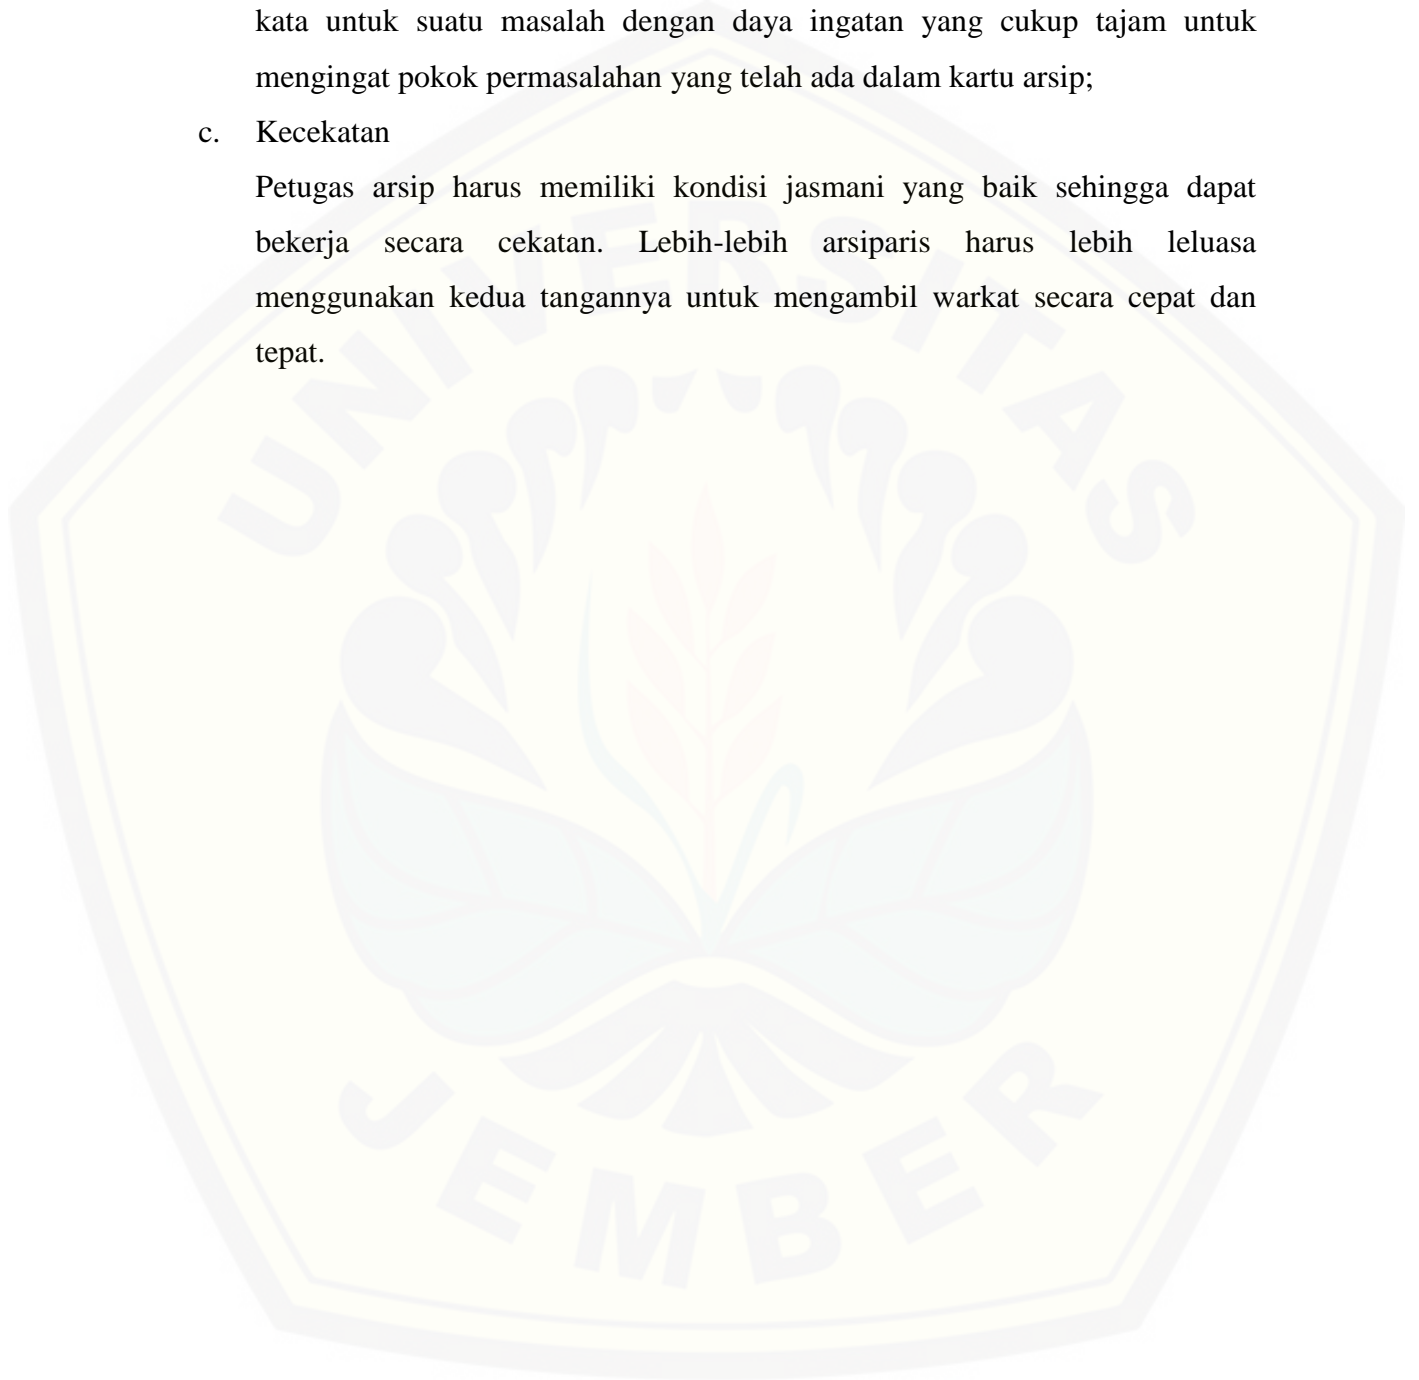 kata untuk suatu masalah dengan daya ingatan yang cukup tajam untuk
mengingat pokok permasalahan yang telah ada dalam kartu arsip;
c. Kecekatan
Petugas arsip harus memiliki kondisi jasmani yang baik sehingga dapat
bekerja secara cekatan. Lebih-lebih arsiparis harus lebih leluasa
menggunakan kedua tangannya untuk mengambil warkat secara cepat dan
tepat.
UNIVERSITAS
JEMBER